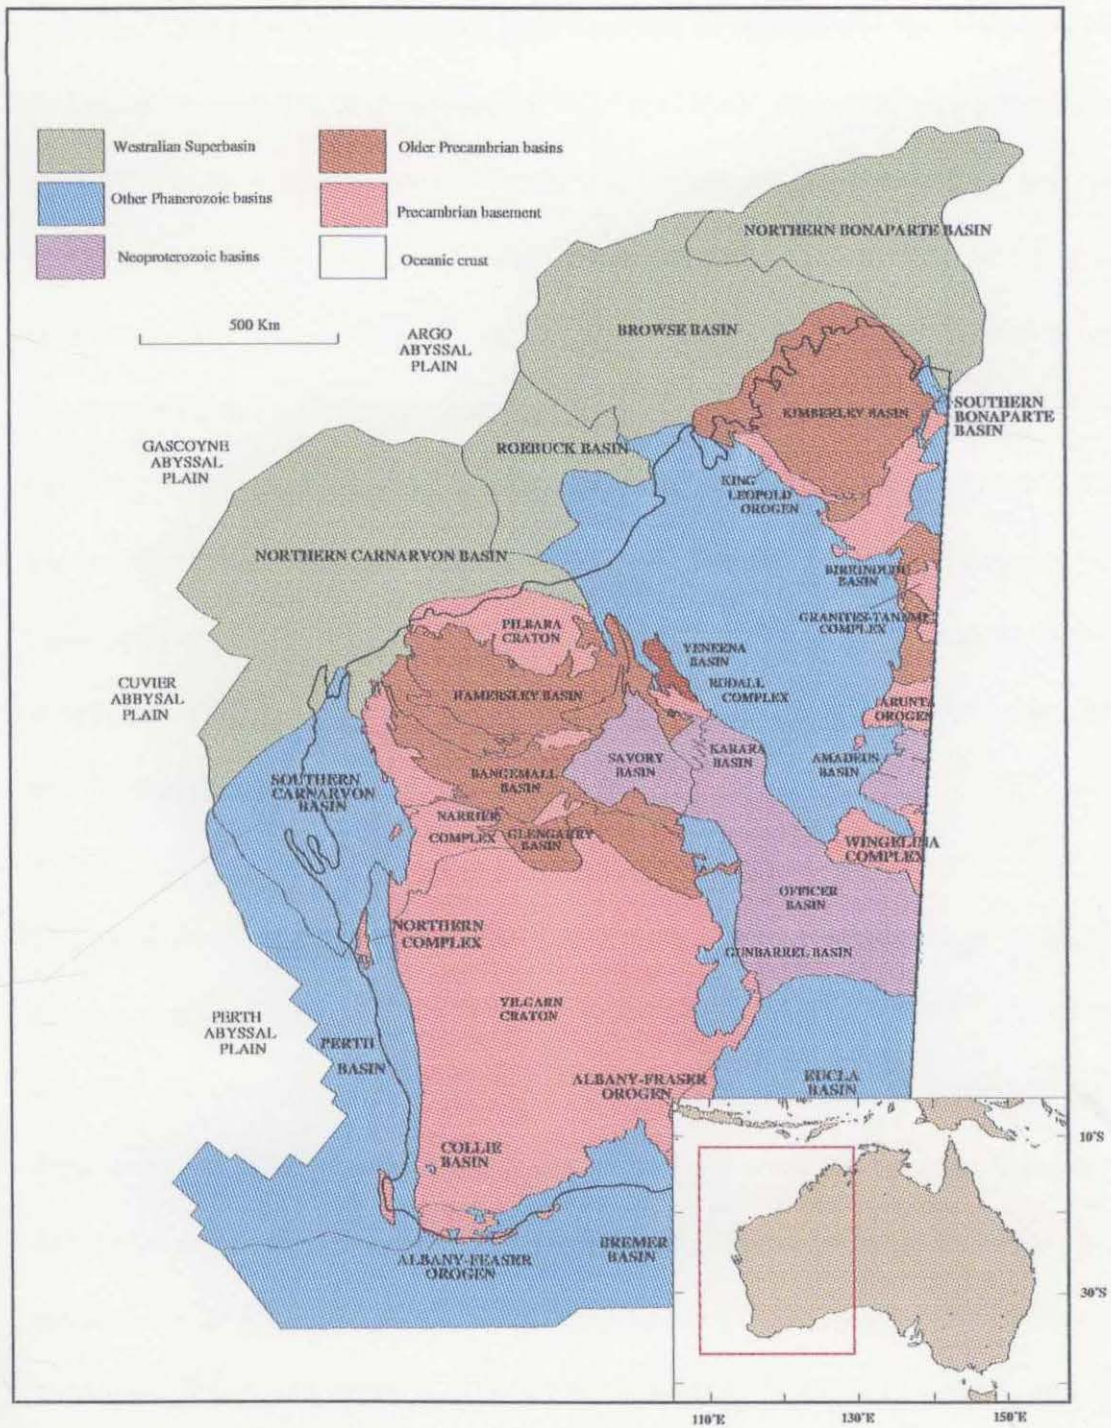 Westralian Superbasin
Older Precambrian basins
Other Phanerozoic basins
Precambrian basement
Neoproterozoic basins
Oceanic crust
500 Km
NORTHERN BONAPARTE BASIN
BROWSE BASIN
ARGO
ABYSSAL
PLAIN
KIMBERLEY BASIN
SOUTHERN
BONAPARTE
BASIN
GASCOYNE
ABYSSAL
PLAIN
ROEBUCK BASIN
KING
LEOPOLD
OROGEN
NORTHERN CARNARVON BASIN
BIRRINDUDU
BASIN
GRANITES-TANAMI
COMPLEX
PILBARA
CRATON
YENEENA
BASIN
RUDALL
COMPLEX
CUVIER
ABBYSAL
PLAIN
HAMERSLEY BASIN
ARUNTA
OROGEN
SAVORY
BASIN
KARARA
BASIN
AMADEUS
BASIN
SOUTHERN
CARNARVON
BASIN
BANGEMALL
BASIN
NARRIER
COMPLEX
GLENGARRY
BASIN
WINGELINA
COMPLEX
OFFICER
BASIN
NORTHERN
COMPLEX
GUNBARREL BASIN
YILGARN
CRATON
PERTH
ABYSSAL
PLAIN
PERTH
BASIN
ALBANY-FRASER
OROGEN
EUCLA
BASIN
COLLIE
BASIN
BREMER
BASIN
ALBANY-FEASER
OROGEN
10°S
30°S
110°E
130°E
150°E